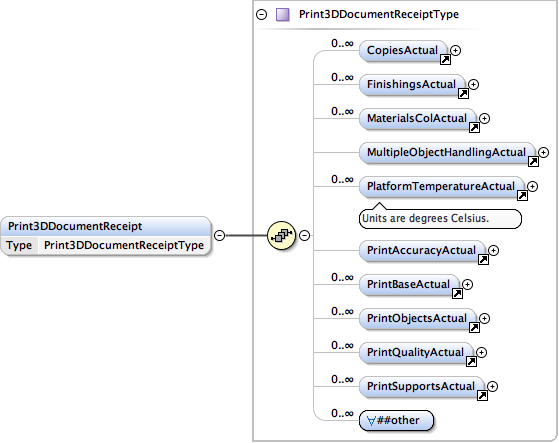 Print3DDocumentReceiptType
0..∞
CopiesActual
0..∞
FinishingsActual
0..∞
MaterialsColActual
MultipleObjectHandlingActual
0..∞
PlatformTemperatureActual
Units are degrees Celsius.
Print3DDocumentReceipt
Type Print3DDocumentReceiptType
PrintAccuracyActual
0..∞
PrintBaseActual
0..∞
PrintObjectsActual
0..∞
PrintQualityActual
0..∞
PrintSupportsActual
0..∞
∀##other